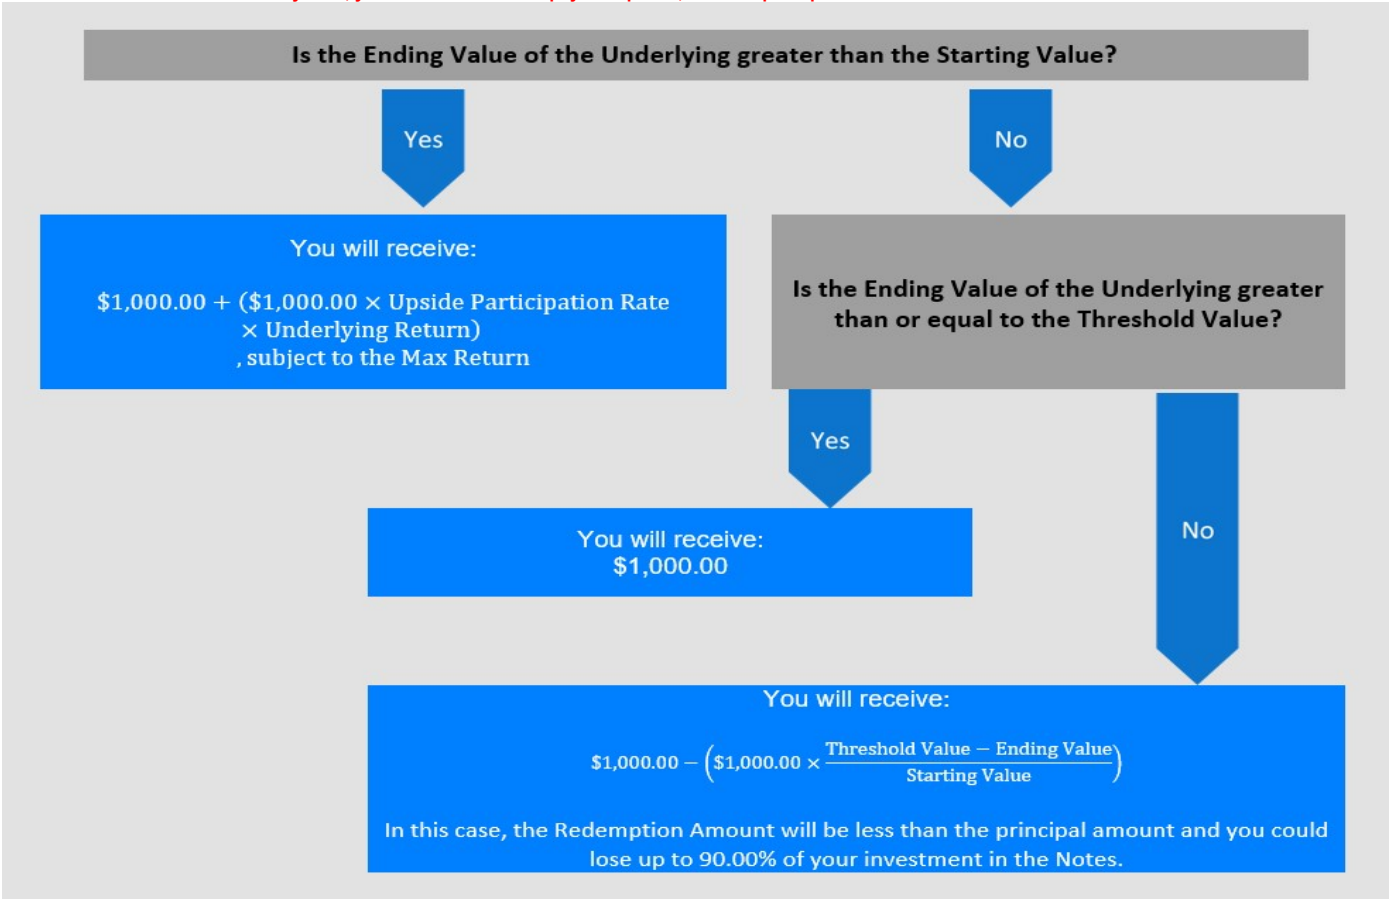 Is the Ending Value of the Underlying greater than the Starting Value?
Yes
No
You will receive:
$1,000.00 + ($1,000.00 × Upside Participation Rate
× Underlying Return)
, subject to the Max Return
Is the Ending Value of the Underlying greater
than or equal to the Threshold Value?
Yes
No
You will receive:
$1,000.00
You will receive:
$1,000.00 − ($1,000.00 × Threshold Value − Ending Value
Starting Value)
In this case, the Redemption Amount will be less than the principal amount and you could
lose up to 90.00% of your investment in the Notes.